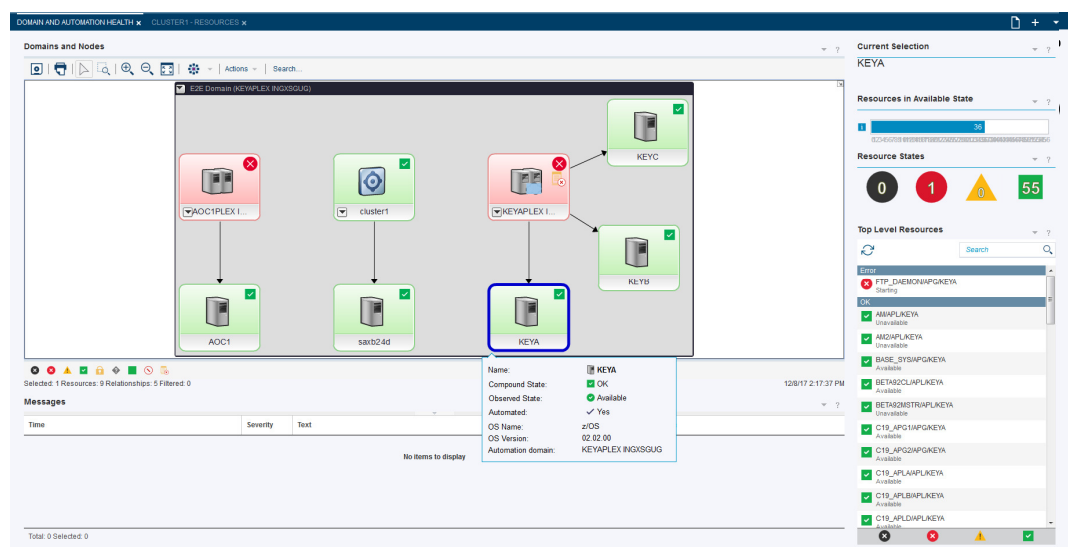 DOMAIN AND AUTOMATION HEALTH x CLUSTER1 - RESOURCES x
Domains and Nodes
?
Actions
Search...
E2E Domain (KEYAPLEX INGXSGUG)
KEYC
AOC1PLEX I...
cluster1
KEYAPLEX I...
KEYB
AOC1
saxb24d
KEYA
Selected: 1 Resources: 9 Relationships: 5 Filtered: 0
12/8/17 2:17:37 PM
Name: KEYA
Compound State: OK
Observed State: Available
Automated: Yes
OS Name: z/OS
OS Version: 02.02.00
Automation domain: KEYAPLEX INGXSGUG
Messages
?
Time Severity Text
No items to display
Total: 0 Selected: 0
Current Selection
?
KEYA
Resources in Available State
?
36
Resource States
?
0 1 0 55
Top Level Resources
?
Search
Error
FTP_DAEMON/APG/KEYA
Starting
OK
AM/APL/KEYA
Unavailable
AM2/APL/KEYA
Unavailable
BASE_SYS/APG/KEYA
Available
BETA92CL/APL/KEYA
Available
BETA92MSTR/APL/KEYA
Unavailable
C19_APG1/APG/KEYA
Available
C19_APG2/APG/KEYA
Available
C19_APLA/APL/KEYA
Available
C19_APLB/APL/KEYA
Available
C19_APLD/APL/KEYA
Available